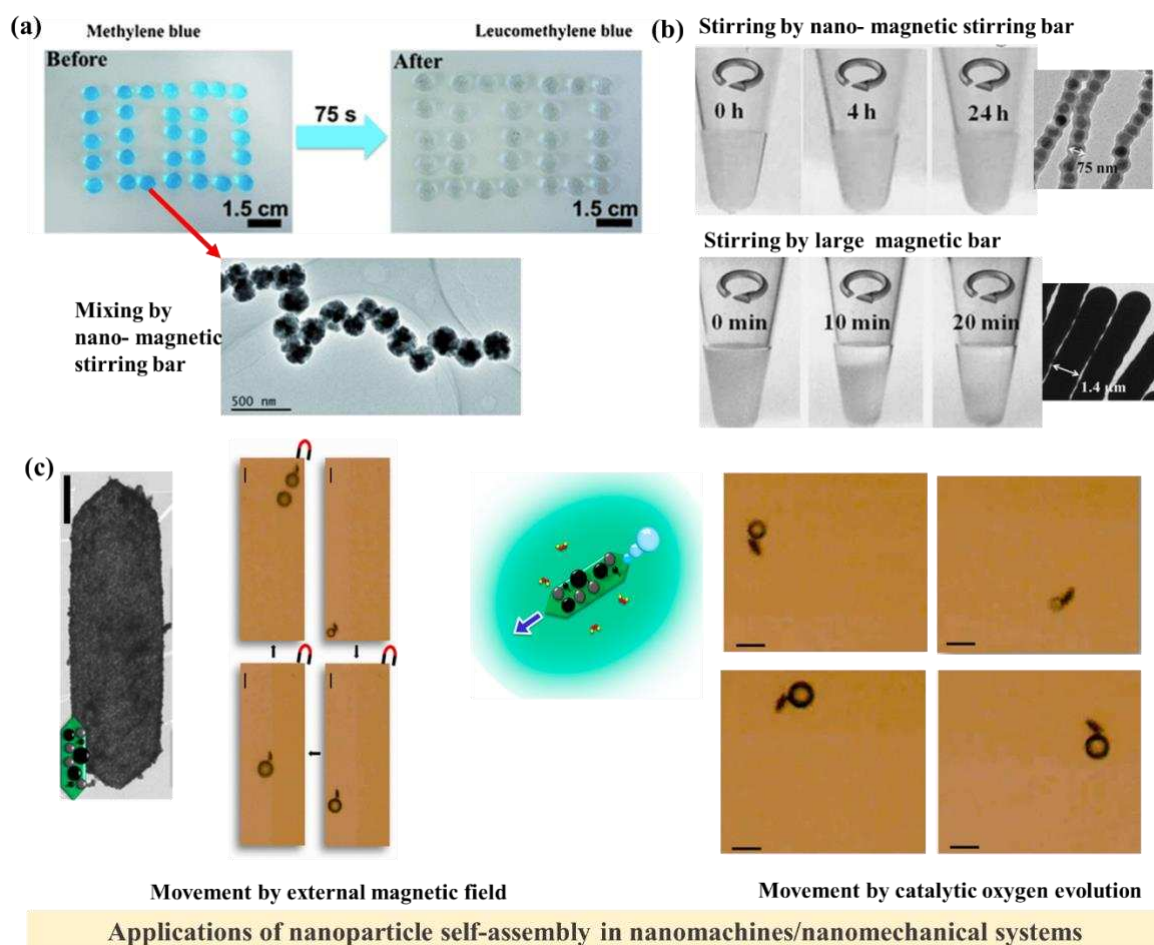 (a)
Methylene blue
Leucomethylene blue
Before
After
75 s
1.5 cm
1.5 cm
Mixing by
nano- magnetic
stirring bar
500 nm
(b)
Stirring by nano- magnetic stirring bar
0 h
4 h
24 h
75 nm
Stirring by large magnetic bar
0 min
10 min
20 min
1.4 μm
(c)
Movement by external magnetic field
Movement by catalytic oxygen evolution
Applications of nanoparticle self-assembly in nanomachines/nanomechanical systems